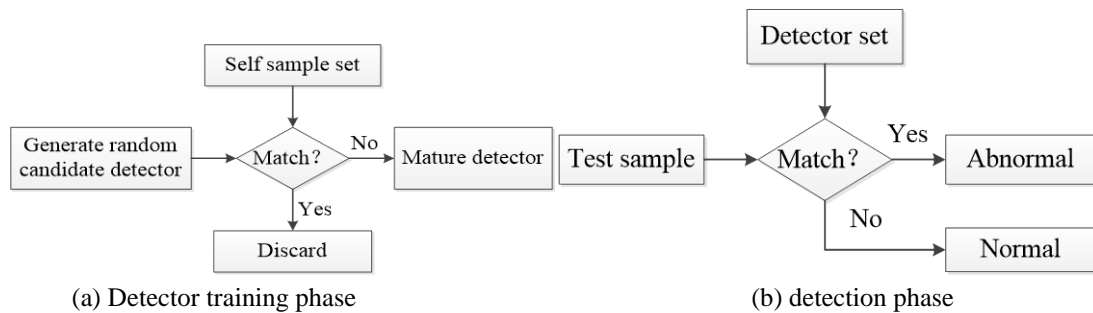 Self sample set
Generate random
candidate detector
Match?
No
Mature detector
Yes
Discard
(a) Detector training phase
Detector set
Test sample
Match?
Yes
Abnormal
No
Normal
(b) detection phase